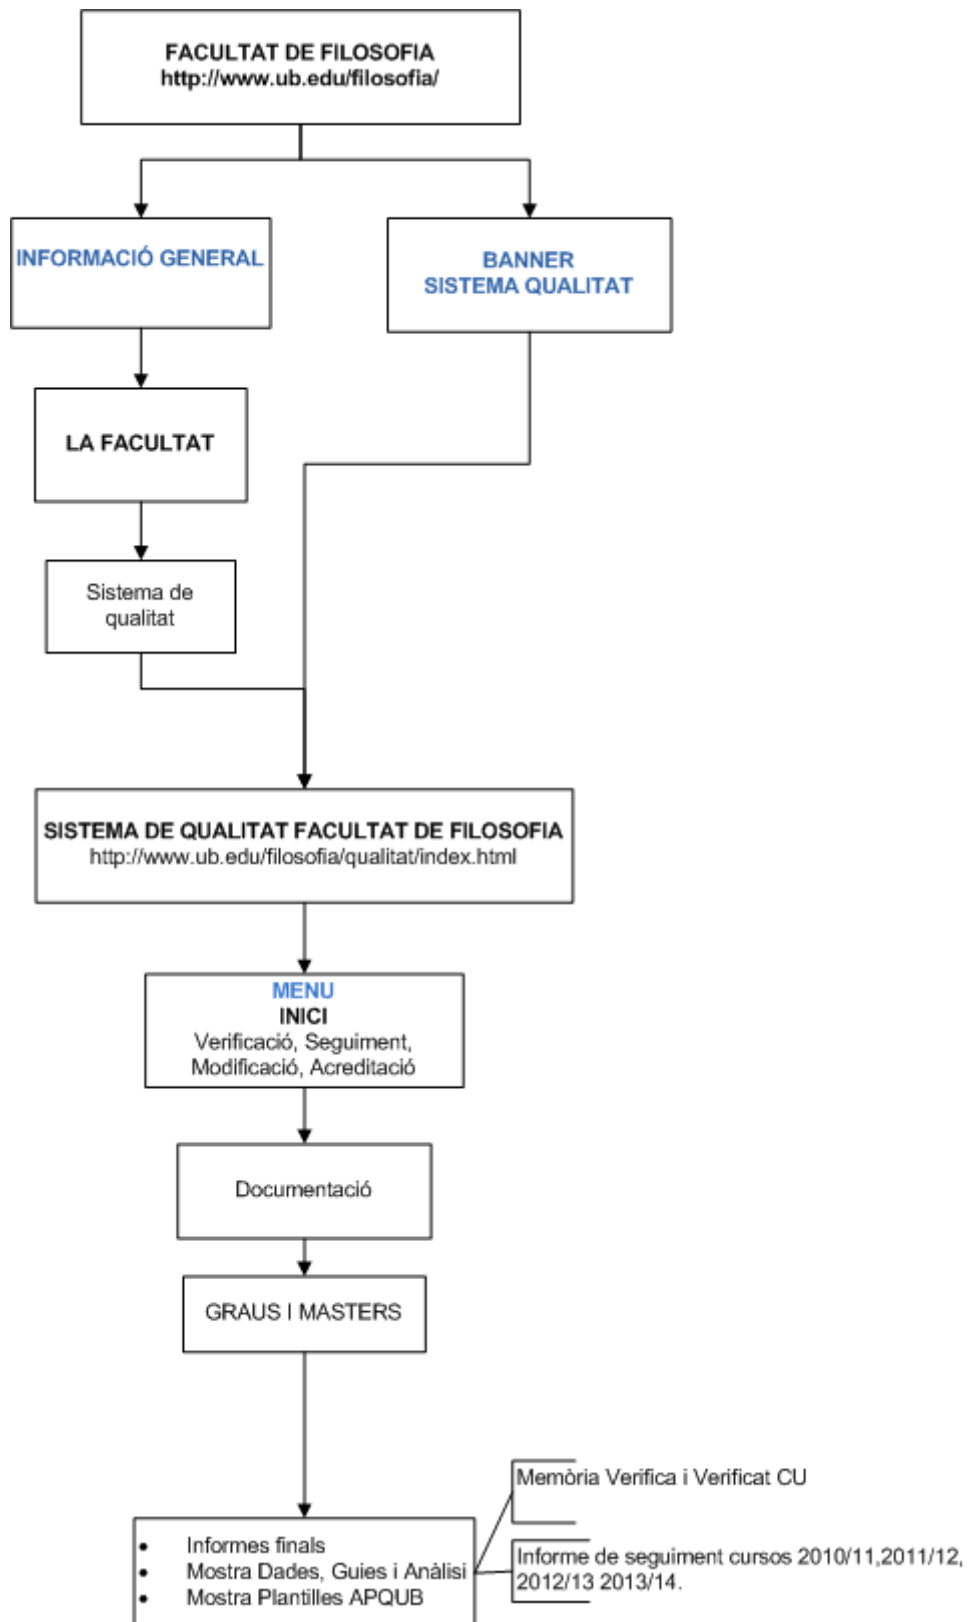 FACULTAT DE FILOSOFIA
http://www.ub.edu/filosofia/
INFORMACIÓ GENERAL
BANNER
SISTEMA QUALITAT
LA FACULTAT
Sistema de
qualitat
SISTEMA DE QUALITAT FACULTAT DE FILOSOFIA
http://www.ub.edu/filosofia/qualitat/index.html
MENU
INICI
Verificació, Seguiment,
Modificació, Acreditació
Documentació
GRAUS I MASTERS
Memòria Verifica i Verificat CU
• Informes finals
• Mostra Dades, Guies i Anàlisi
• Mostra Plantilles APQUB
Informe de seguiment cursos 2010/11,2011/12,
2012/13 2013/14.